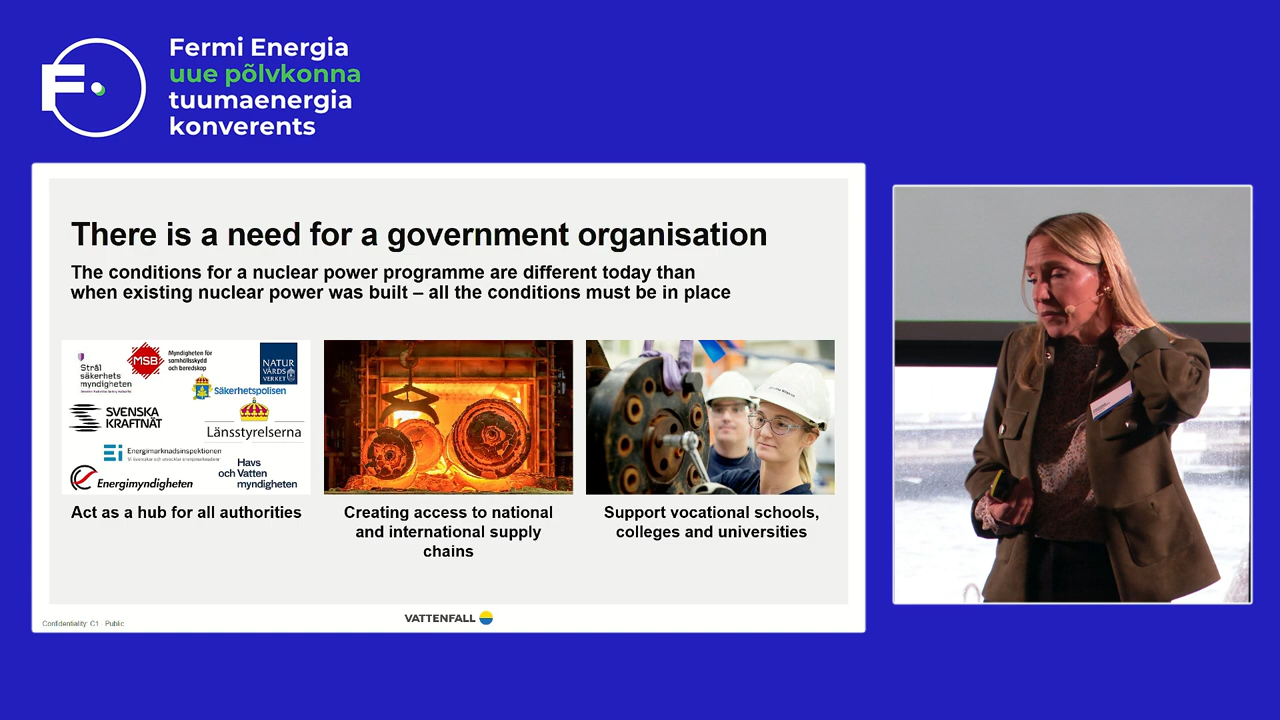 Fermi Energia
uue põlvkonna
tuumaenergia
konverents
There is a need for a government organisation
The conditions for a nuclear power programme are different today than
when existing nuclear power was built – all the conditions must be in place
Strål
säkerhets
myndigheten
MSB
Myndigheten för
samhällsskydd
och beredskap
NATUR
VÅRDS
VERKET
Säkerhetspolisen
SVENSKA
KRAFTNÄT
Länsstyrelserna
Ei Energimarknadsinspektionen
Energimyndigheten
Havs
och Vatten
myndigheten
Act as a hub for all authorities
Creating access to national
and international supply
chains
Support vocational schools,
colleges and universities
Confidentiality: C1 - Public
VATTENFALL